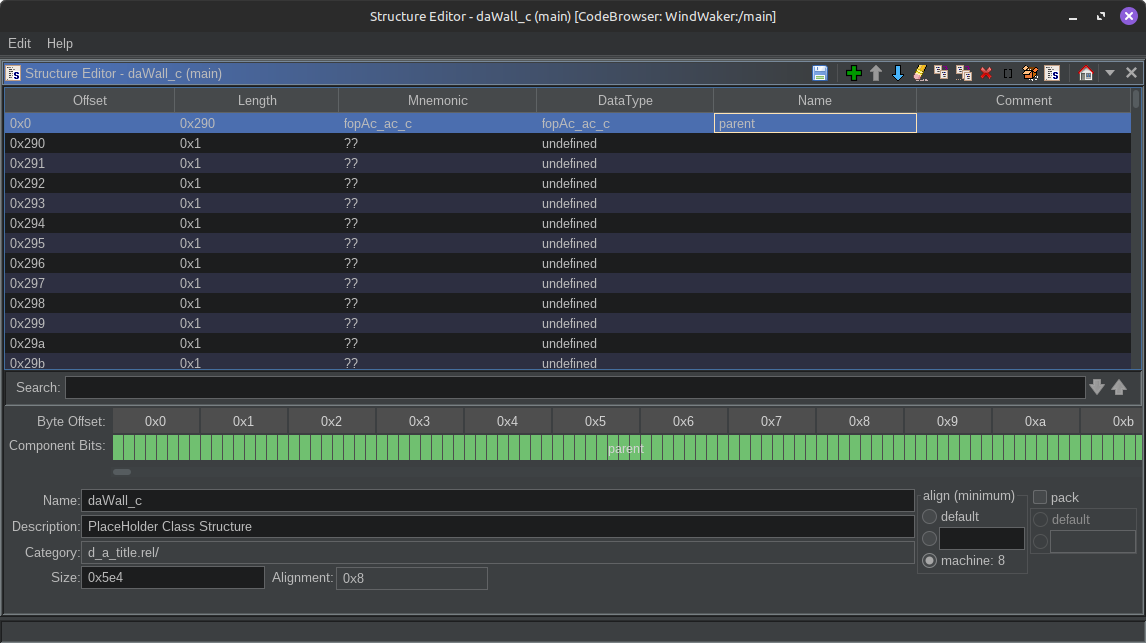 Structure Editor - daWall_c (main) [CodeBrowser: WindWaker:/main]
Edit Help
Structure Editor - daWall_c (main)
Offset Length Mnemonic DataType Name Comment
0x0 0x290 fopAc_ac_c fopAc_ac_c parent
0x290 0x1 ?? undefined
0x291 0x1 ?? undefined
0x292 0x1 ?? undefined
0x293 0x1 ?? undefined
0x294 0x1 ?? undefined
0x295 0x1 ?? undefined
0x296 0x1 ?? undefined
0x297 0x1 ?? undefined
0x298 0x1 ?? undefined
0x299 0x1 ?? undefined
0x29a 0x1 ?? undefined
0x29b 0x1 ?? undefined
Search:
Byte Offset: 0x0 0x1 0x2 0x3 0x4 0x5 0x6 0x7 0x8 0x9 0xa 0xb
Component Bits: parent
Name: daWall_c
Description: PlaceHolder Class Structure
Category: d_a_title.rel/
Size: 0x5e4 Alignment: 0x8
align (minimum)
default
machine: 8
pack
default